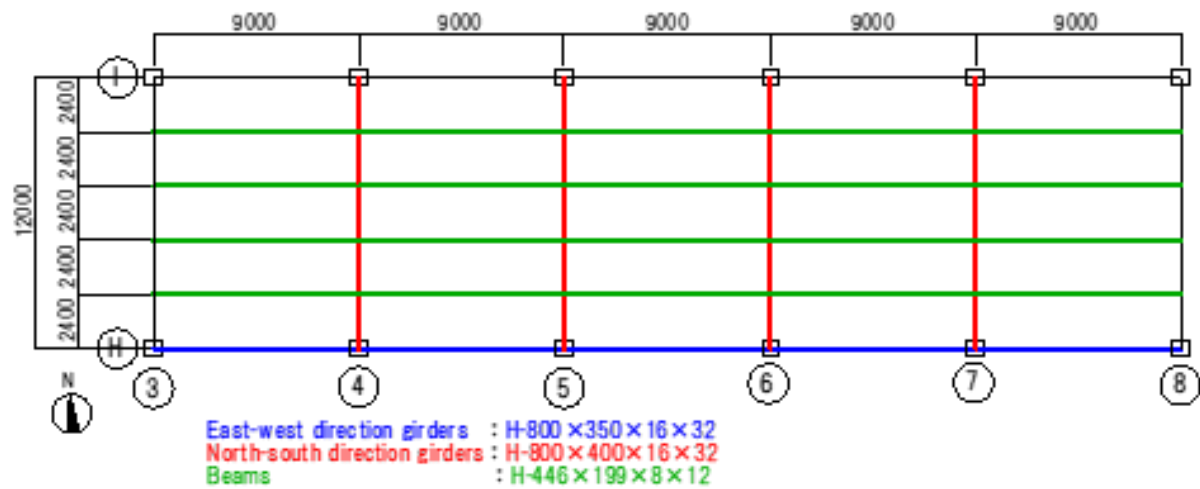 9000 9000 9000 9000 9000
I
2400
2400
2400
2400
2400
12000
H
N
3 4 5 6 7 8
East-west direction girders : H-800×350×16×32
North-south direction girders : H-800×400×16×32
Beams : H-446×199×8×12